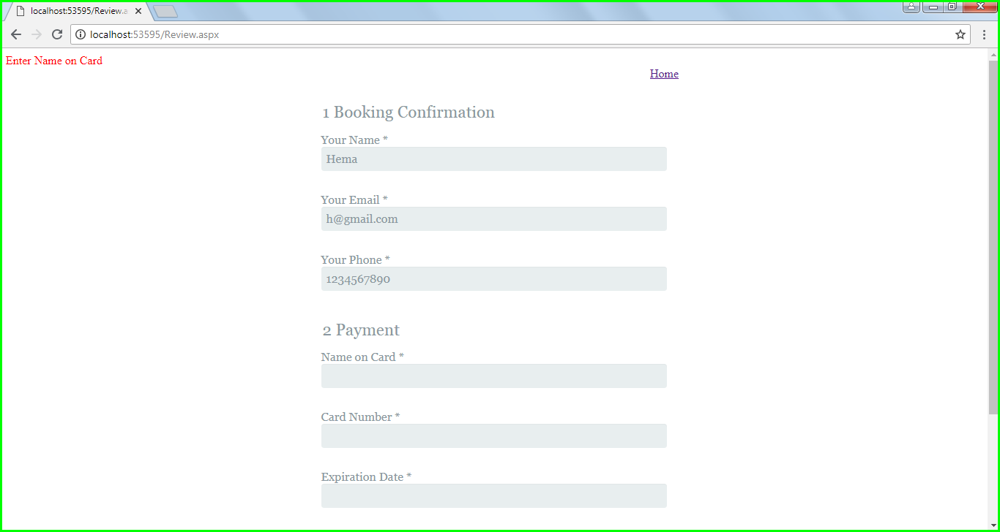 localhost:53595/Review.a
localhost:53595/Review.aspx
Enter Name on Card
Home
1 Booking Confirmation
Your Name *
Hema
Your Email *
h@gmail.com
Your Phone *
1234567890
2 Payment
Name on Card *
Card Number *
Expiration Date *